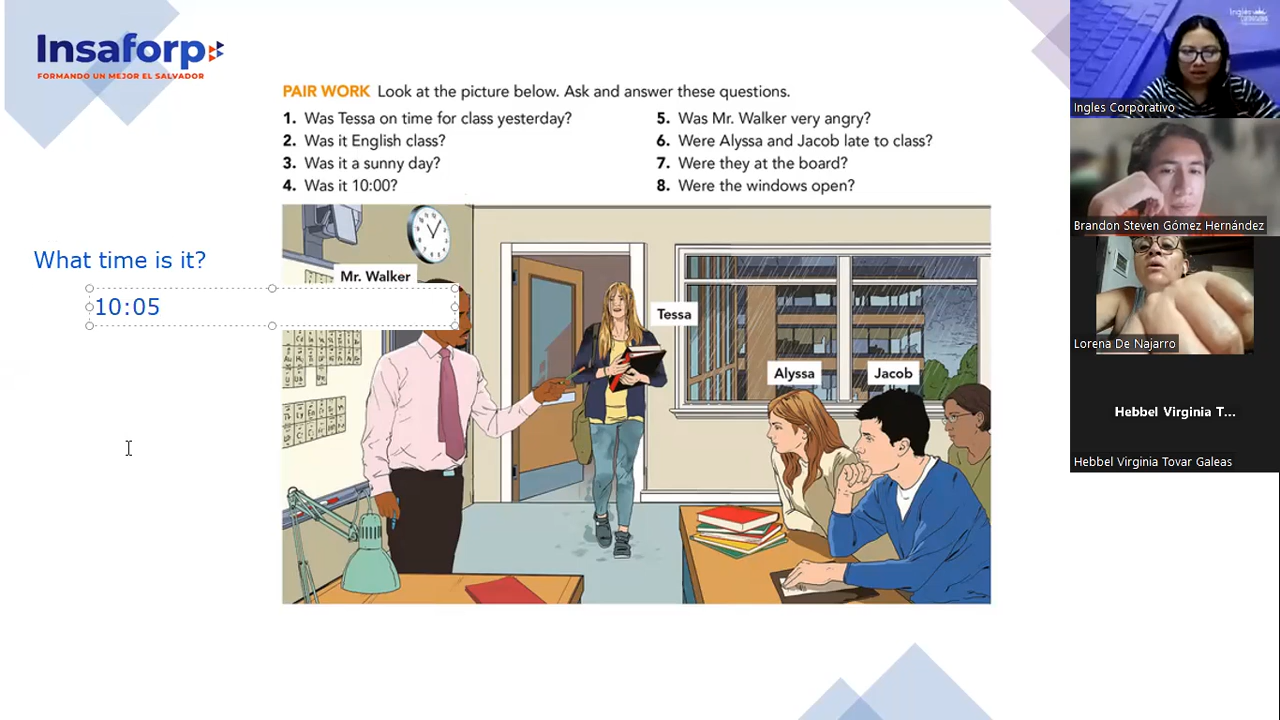 Insaforp
FORMANDO UN MEJOR EL SALVADOR
PAIR WORK Look at the picture below. Ask and answer these questions.
1. Was Tessa on time for class yesterday?
2. Was it English class?
3. Was it a sunny day?
4. Was it 10:00?
5. Was Mr. Walker very angry?
6. Were Alyssa and Jacob late to class?
7. Were they at the board?
8. Were the windows open?
What time is it?
10:05
Mr. Walker
Tessa
Alyssa
Jacob
Ingles Corporativo
Brandon Steven Gómez Hernández
Lorena De Najarro
Hebbel Virginia T...
Hebbel Virginia Tovar Galeas